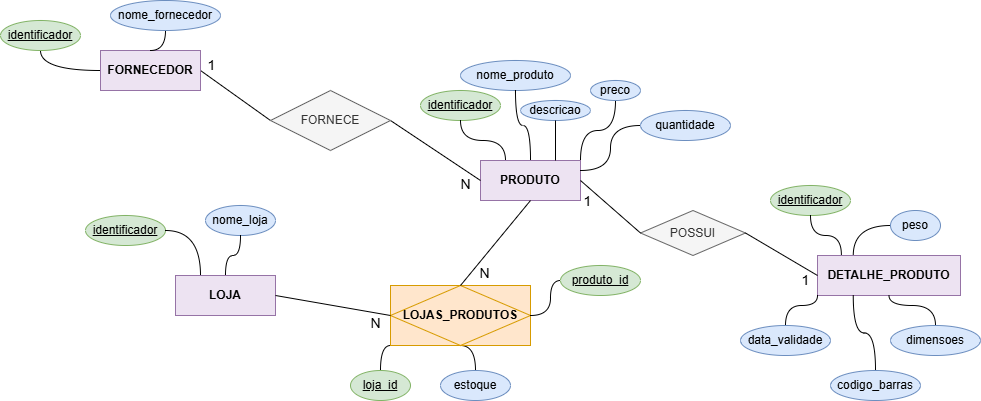 nome_fornecedor
identificador
FORNECEDOR
1
FORNECE
N
nome_produto
identificador
descricao
preco
quantidade
PRODUTO
1
POSSUI
1
identificador
peso
DETALHE_PRODUTO
data_validade
dimensoes
codigo_barras
identificador
nome_loja
LOJA
N
N
LOJAS_PRODUTOS
produto_id
loja_id
estoque